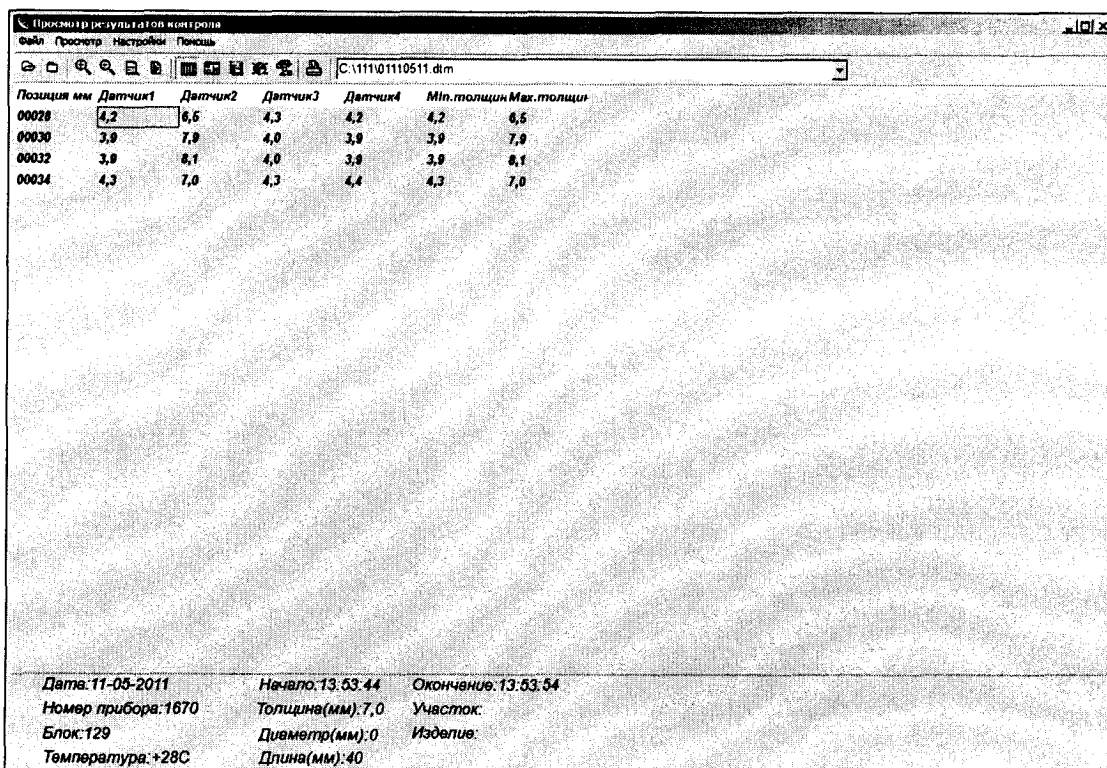 Просмотр результатов контроля
Файл Просмотр Настройки Помощь
C:\111\01110511.dtm
Позиция мм Датчик1 Датчик2 Датчик3 Датчик4 Min.толщин Max.толщин
00028 4,2 6,5 4,3 4,2 4,2 6,5
00030 3,9 7,9 4,0 3,9 3,9 7,9
00032 3,9 8,1 4,0 3,9 3,9 8,1
00034 4,3 7,0 4,3 4,4 4,3 7,0
Дата:11-05-2011 Начало:13:53:44 Окончание:13:53:54
Номер прибора:1670 Толщина(мм):7,0 Участок:
Блок:129 Диаметр(мм):0 Изделие:
Температура:+28C Длина(мм):40